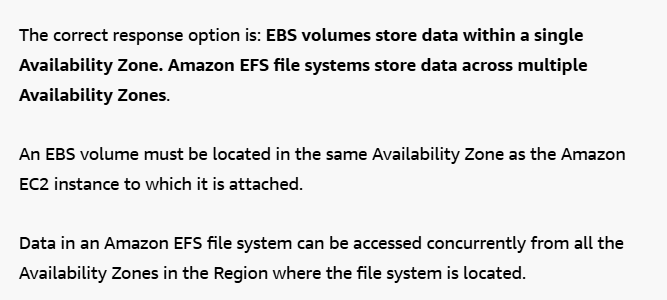 The correct response option is: EBS volumes store data within a single
Availability Zone. Amazon EFS file systems store data across multiple
Availability Zones.
An EBS volume must be located in the same Availability Zone as the Amazon
EC2 instance to which it is attached.
Data in an Amazon EFS file system can be accessed concurrently from all the
Availability Zones in the Region where the file system is located.